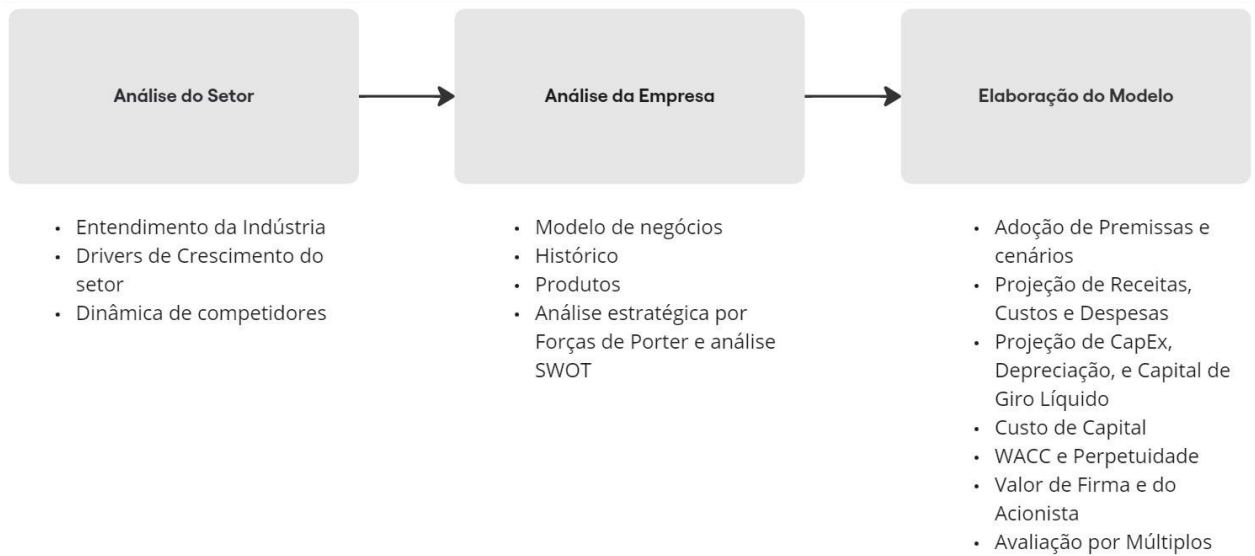 Análise do Setor
Análise da Empresa
Elaboração do Modelo
• Entendimento da Indústria
• Drivers de Crescimento do
setor
• Dinâmica de competidores
• Modelo de negócios
• Histórico
• Produtos
• Análise estratégica por
Forças de Porter e análise
SWOT
• Adoção de Premissas e
cenários
• Projeção de Receitas,
Custos e Despesas
• Projeção de CapEx,
Depreciação, e Capital de
Giro Líquido
• Custo de Capital
• WACC e Perpetuidade
• Valor de Firma e do
Acionista
• Avaliação por Múltiplos